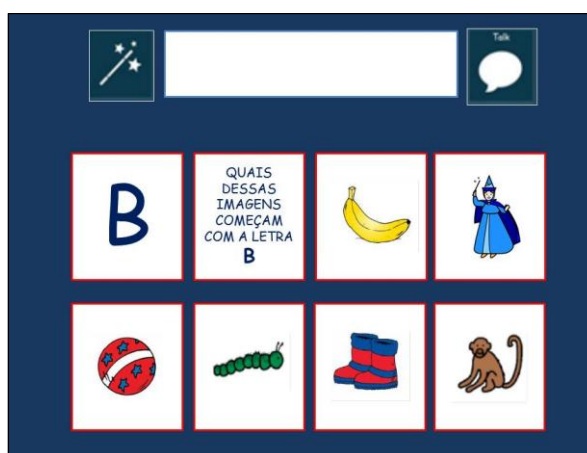 Talk
B
QUAIS
DESSAS
IMAGENS
COMEÇAM
COM A LETRA
B